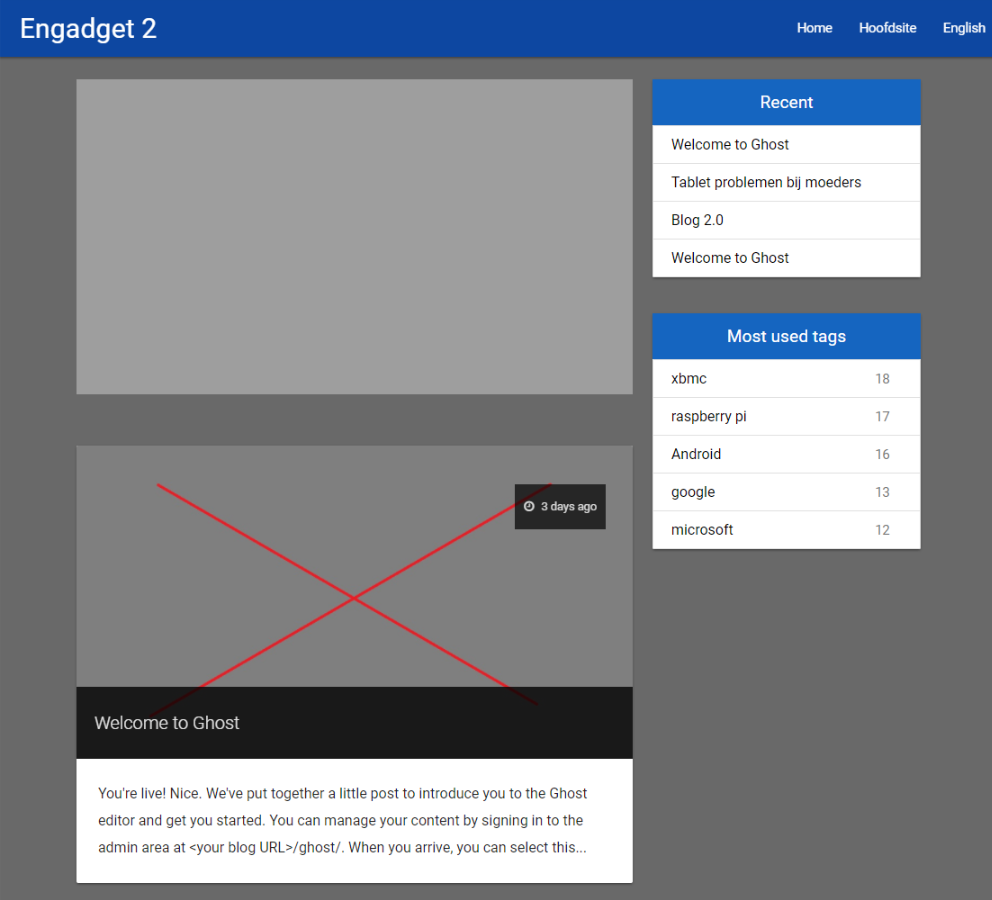 Engadget 2
Home Hoofdsite English
Recent
Welcome to Ghost
Tablet problemen bij moeders
Blog 2.0
Welcome to Ghost
Most used tags
xbmc 18
raspberry pi 17
Android 16
google 13
microsoft 12
3 days ago
Welcome to Ghost
You're live! Nice. We've put together a little post to introduce you to the Ghost
editor and get you started. You can manage your content by signing in to the
admin area at <your blog URL>/ghost/. When you arrive, you can select this...